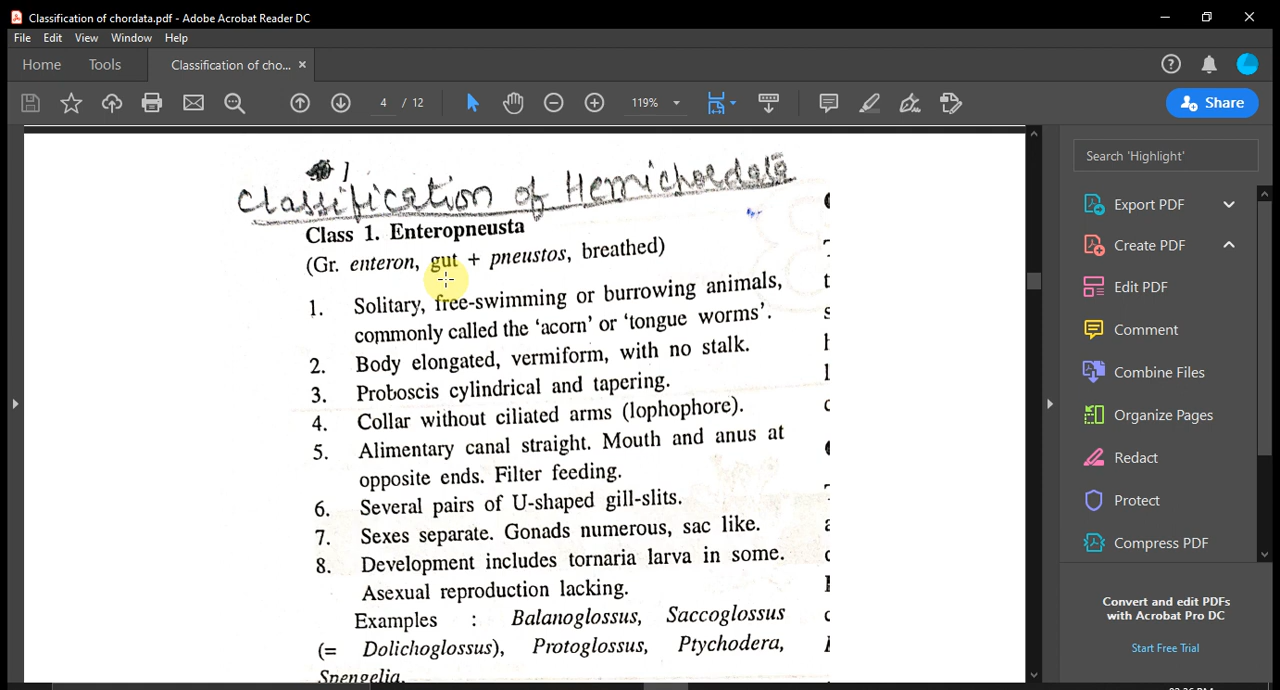 Classification of chordata.pdf - Adobe Acrobat Reader DC
File Edit View Window Help
Home Tools Classification of cho... ×
4 / 12 119% Share
Search 'Highlight'
Export PDF
Create PDF
Edit PDF
Comment
Combine Files
Organize Pages
Redact
Protect
Compress PDF
Convert and edit PDFs
with Acrobat Pro DC
Start Free Trial
1
Classification of Hemichordata
Class 1. Enteropneusta
(Gr. enteron, gut + pneustos, breathed)
1. Solitary, free-swimming or burrowing animals,
commonly called the ‘acorn’ or ‘tongue worms’.
2. Body elongated, vermiform, with no stalk.
3. Proboscis cylindrical and tapering.
4. Collar without ciliated arms (lophophore).
5. Alimentary canal straight. Mouth and anus at
opposite ends. Filter feeding.
6. Several pairs of U-shaped gill-slits.
7. Sexes separate. Gonads numerous, sac like.
8. Development includes tornaria larva in some.
Asexual reproduction lacking.
Examples : Balanoglossus, Saccoglossus
(= Dolichoglossus), Protoglossus, Ptychodera,
Spengelia.